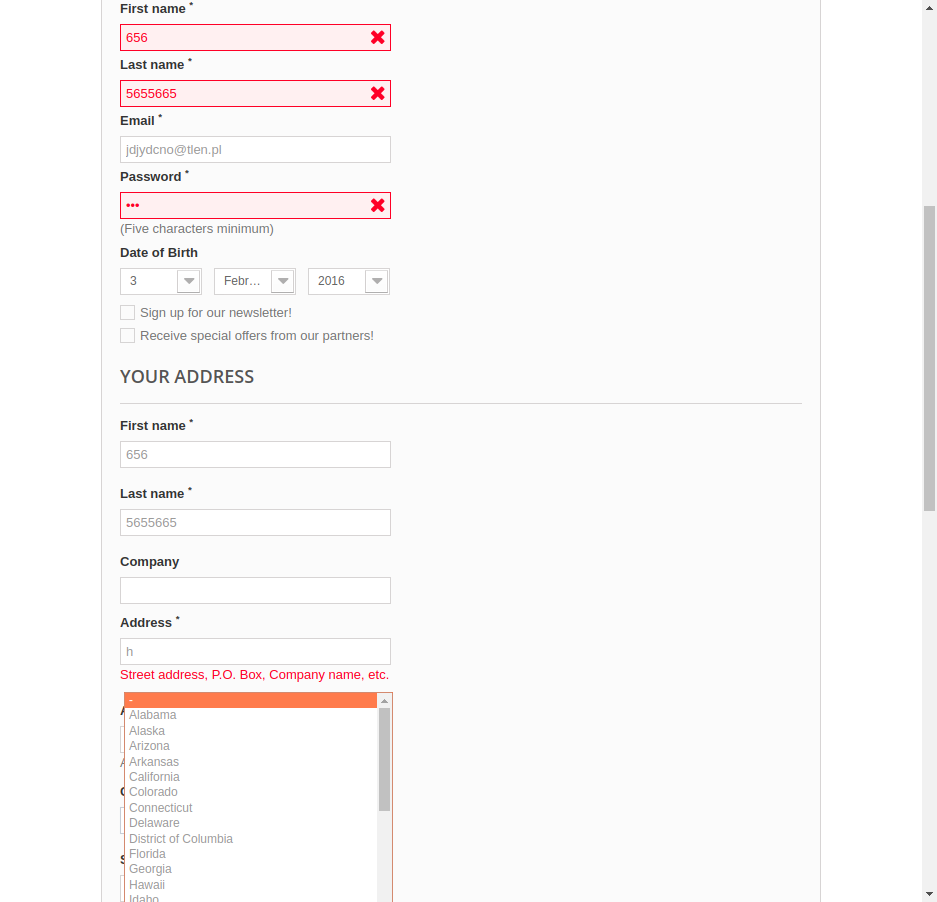 First name *
656
Last name *
5655665
Email *
jdjydcno@tlen.pl
Password *
•••
(Five characters minimum)
Date of Birth
3 Febr... 2016
Sign up for our newsletter!
Receive special offers from our partners!
YOUR ADDRESS
First name *
656
Last name *
5655665
Company
Address *
h
Street address, P.O. Box, Company name, etc.
-
Alabama
Alaska
Arizona
Arkansas
California
Colorado
Connecticut
Delaware
District of Columbia
Florida
Georgia
Hawaii
Idaho